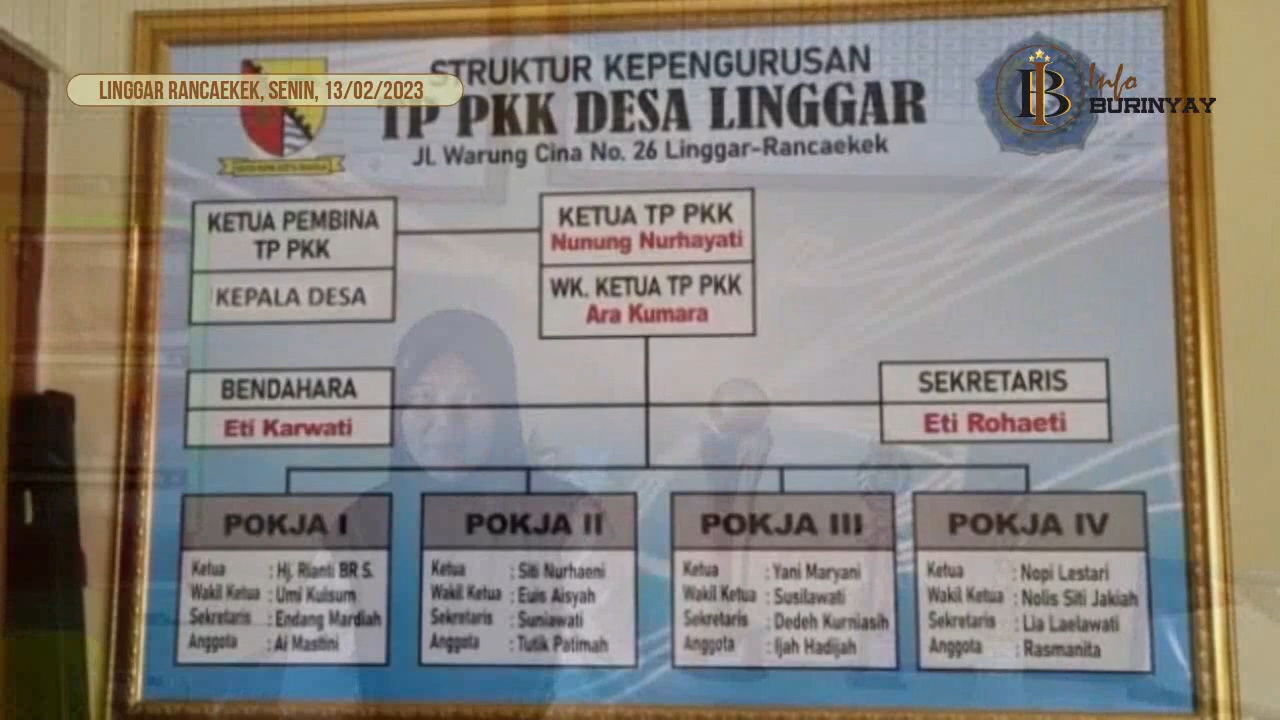 LINGGAR RANCAEKEK, SENIN, 13/02/2023
Info
BURINYAY
STRUKTUR KEPENGURUSAN
TP PKK DESA LINGGAR
JL Warung Cina No. 26 Linggar-Rancaekek
KETUA PEMBINA
TP PKK
KEPALA DESA
KETUA TP PKK
Nunung Nurhayati
WK. KETUA TP PKK
Ara Kumara
BENDAHARA
Eti Karwati
SEKRETARIS
Eti Rohaeti
POKJA I
Ketua : Hj. Rianti BR S.
Wakil Ketua : Umi Kulsum
Sekretaris : Endang Mardiah
Anggota : Ai Mastini
POKJA II
Ketua : Siti Nurhaeni
Wakil Ketua : Euis Aisyah
Sekretaris : Suniawati
Anggota : Tutik Patimah
POKJA III
Ketua : Yani Maryani
Wakil Ketua : Susilawati
Sekretaris : Dedeh Kurniasih
Anggota : Ijah Hadijah
POKJA IV
Ketua : Nopi Lestari
Wakil Ketua : Nolis Siti Jakiah
Sekretaris : Lia Laelawati
Anggota : Rasmanita